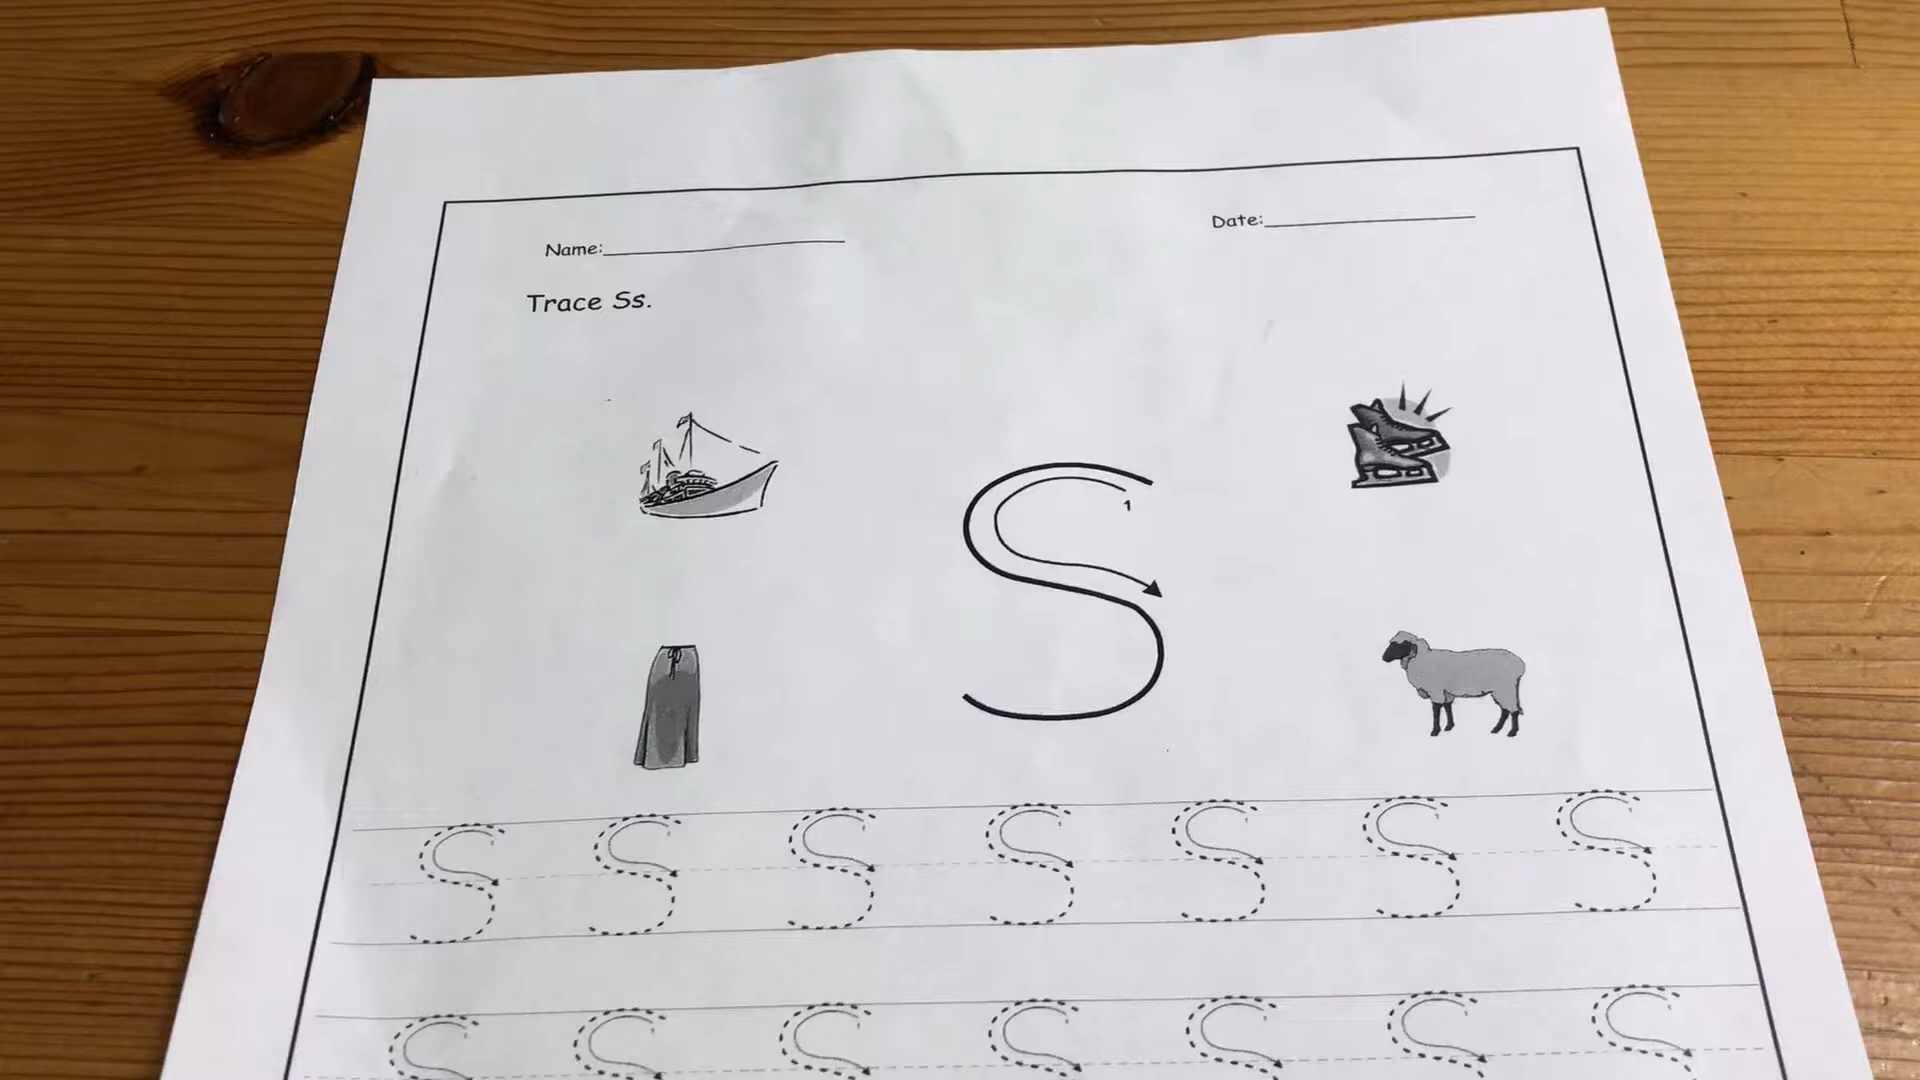 Date:
Name:
Trace Ss.
S
1
S S S S S S S
S S S S S S S